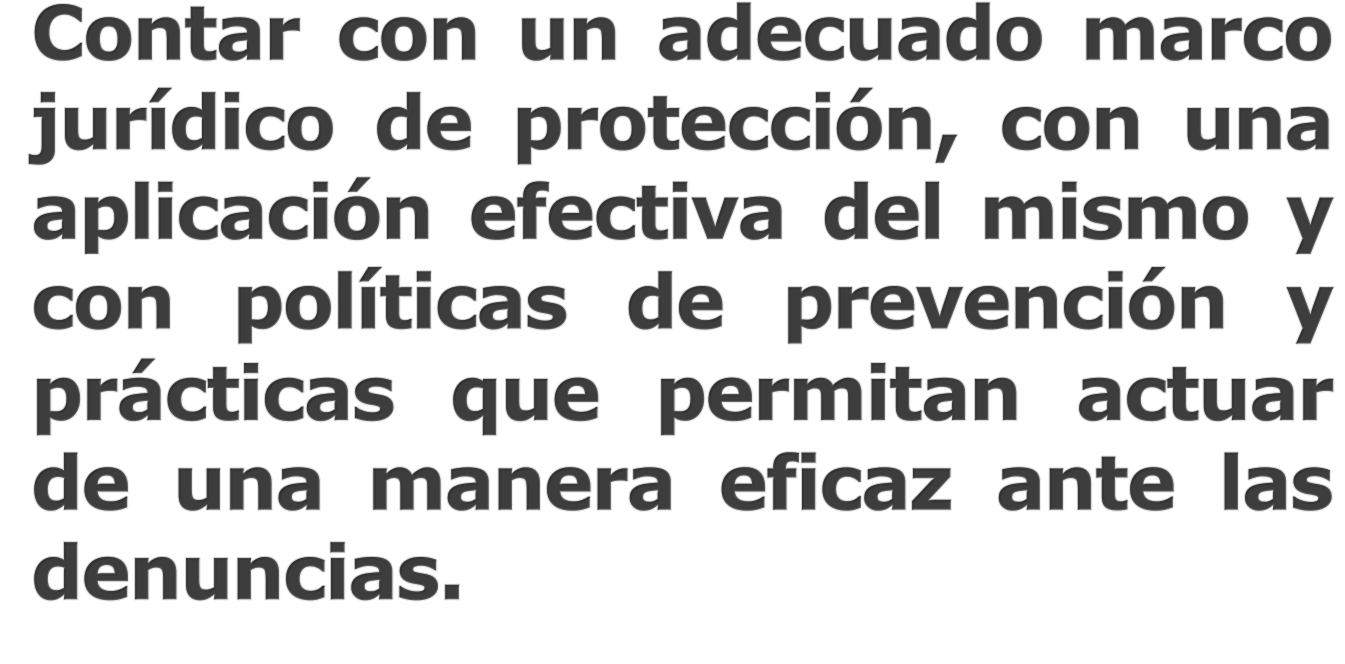 Contar con un adecuado marco
jurídico de protección, con una
aplicación efectiva del mismo y
con políticas de prevención y
prácticas que permitan actuar
de una manera eficaz ante las
denuncias.